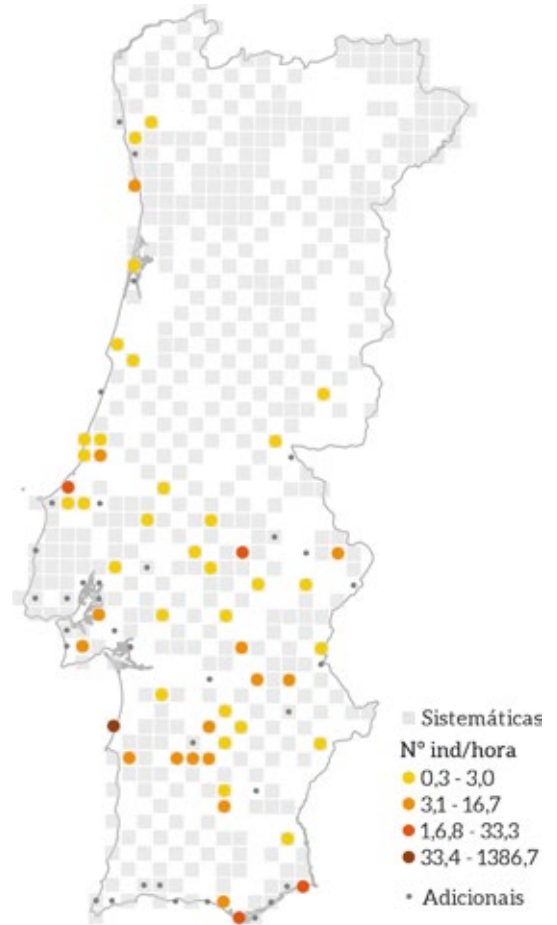 Sistemáticas
Nº ind/hora
0,3 - 3,0
3,1 - 16,7
1,6,8 - 33,3
33,4 - 1386,7
Adicionais